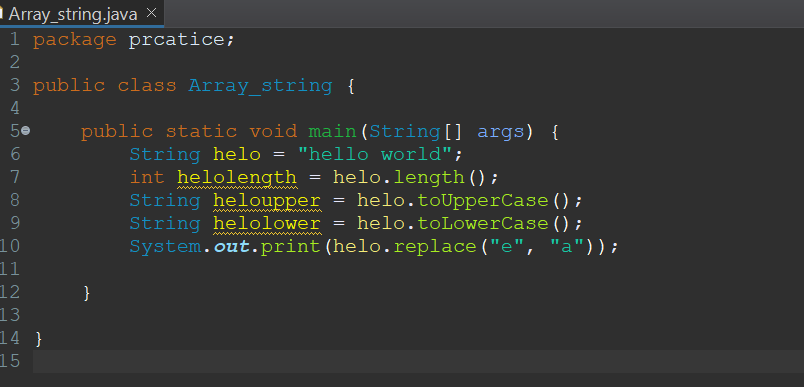 Array_string.java ×
1 package prcatice;
2
3 public class Array_string {
4
5 public static void main(String[] args) {
6 String helo = "hello world";
7 int helolength = helo.length();
8 String heloupper = helo.toUpperCase();
9 String helolower = helo.toLowerCase();
10 System.out.print(helo.replace("e", "a"));
11
12 }
13
14 }
15